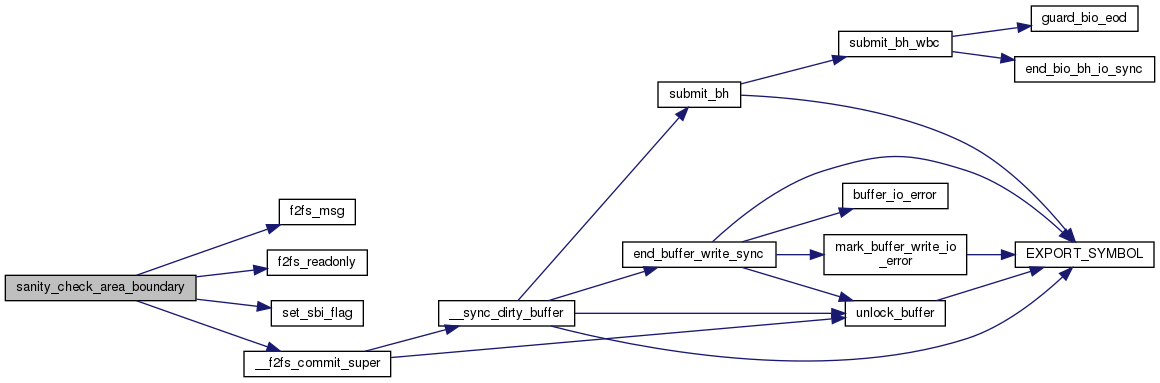 guard_bio_eod
submit_bh_wbc
end_bio_bh_io_sync
submit_bh
buffer_io_error
f2fs_msg
end_buffer_write_sync
mark_buffer_write_io
_error
EXPORT_SYMBOL
f2fs_readonly
sanity_check_area_boundary
set_sbi_flag
__sync_dirty_buffer
unlock_buffer
__f2fs_commit_super